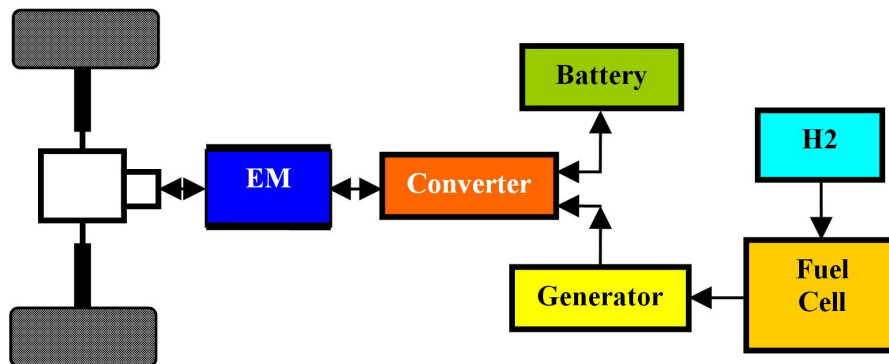 Battery
H2
EM
Converter
Generator
Fuel
Cell